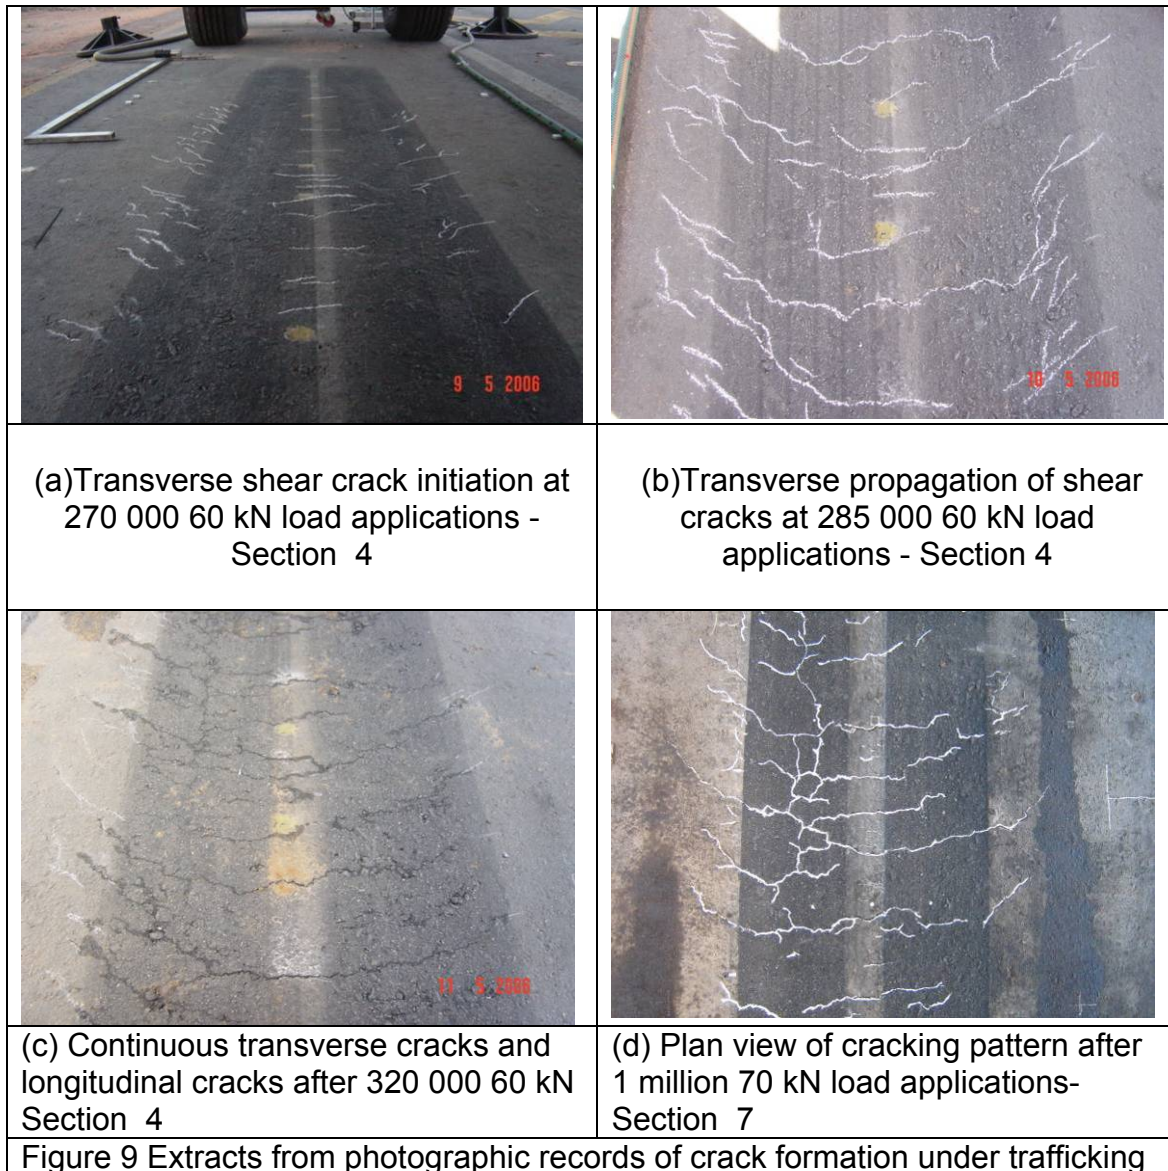 9 5 2006
10 5 2006
(a)Transverse shear crack initiation at
270 000 60 kN load applications -
Section 4
(b)Transverse propagation of shear
cracks at 285 000 60 kN load
applications - Section 4
11 5 2006
(c) Continuous transverse cracks and
longitudinal cracks after 320 000 60 kN
Section 4
(d) Plan view of cracking pattern after
1 million 70 kN load applications-
Section 7
Figure 9 Extracts from photographic records of crack formation under trafficking